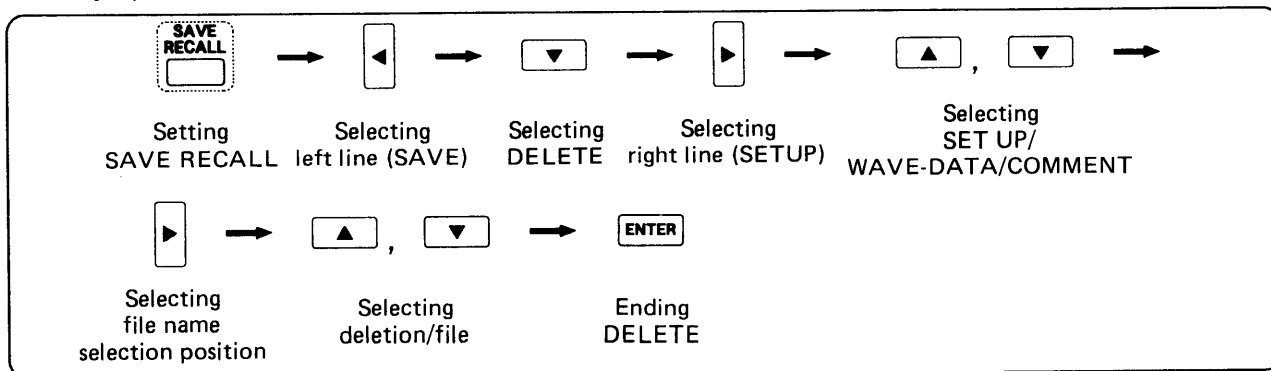 SAVE
RECALL
Setting
SAVE RECALL
Selecting
left line (SAVE)
Selecting
DELETE
Selecting
right line (SETUP)
,
Selecting
SET UP/
WAVE-DATA/COMMENT
Selecting
file name
selection position
,
Selecting
deletion/file
ENTER
Ending
DELETE